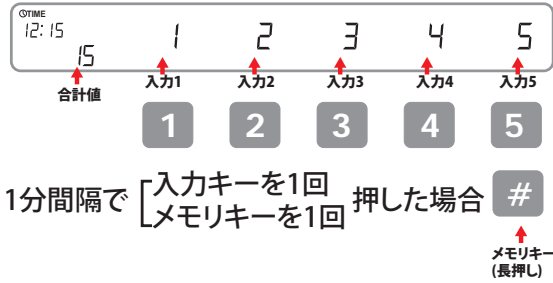 TIME
12:15
15 1 2 3 4 5
合計値 入力1 入力2 入力3 入力4 入力5
1 2 3 4 5
1分間隔で[入力キーを1回 押した場合 #
メモリキーを1回
メモリキー
(長押し)